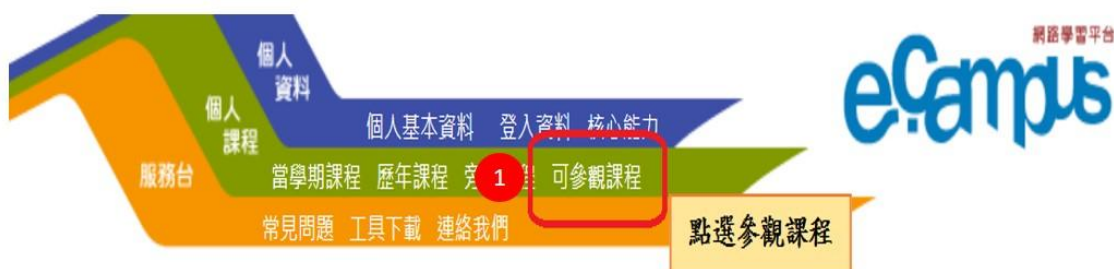 網路學習平台
eCampus
個人
資料
個人基本資料 登入資料 核心能力
個人
課程
當學期課程 歷年課程 旁 1 程 可參觀課程
服務台
常見問題 工具下載 連絡我們
點選參觀課程